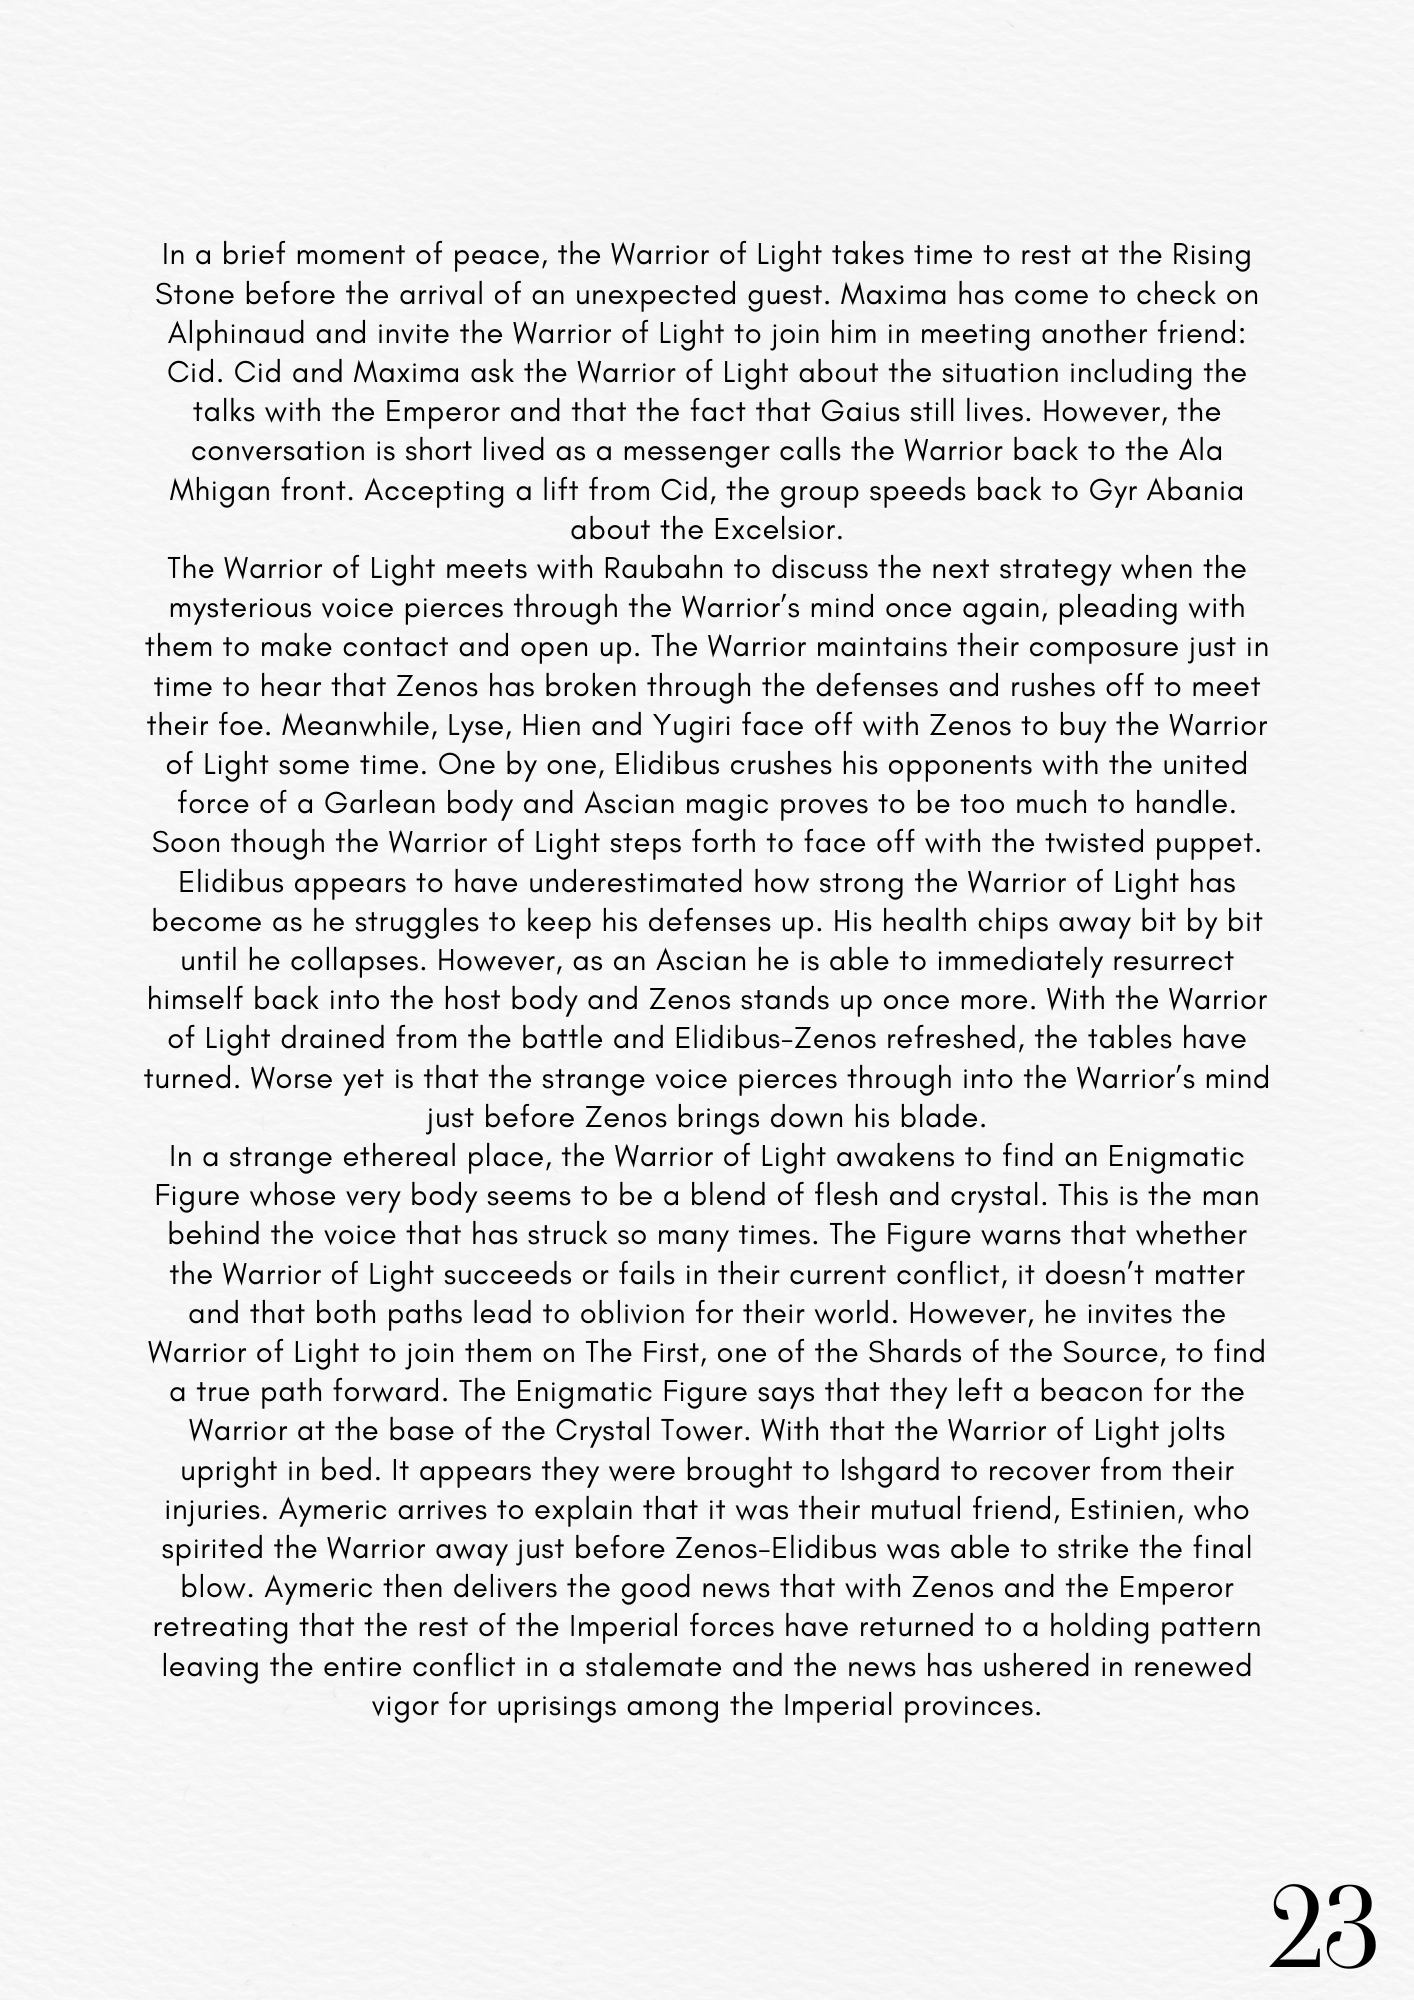 In a brief moment of peace, the Warrior of Light takes time to rest at the Rising
Stone before the arrival of an unexpected guest. Maxima has come to check on
Alphinaud and invite the Warrior of Light to join him in meeting another friend:
Cid. Cid and Maxima ask the Warrior of Light about the situation including the
talks with the Emperor and that the fact that Gaius still lives. However, the
conversation is short lived as a messenger calls the Warrior back to the Ala
Mhigan front. Accepting a lift from Cid, the group speeds back to Gyr Abania
about the Excelsior.
The Warrior of Light meets with Raubahn to discuss the next strategy when the
mysterious voice pierces through the Warrior’s mind once again, pleading with
them to make contact and open up. The Warrior maintains their composure just in
time to hear that Zenos has broken through the defenses and rushes off to meet
their foe. Meanwhile, Lyse, Hien and Yugiri face off with Zenos to buy the Warrior
of Light some time. One by one, Elidibus crushes his opponents with the united
force of a Garlean body and Ascian magic proves to be too much to handle.
Soon though the Warrior of Light steps forth to face off with the twisted puppet.
Elidibus appears to have underestimated how strong the Warrior of Light has
become as he struggles to keep his defenses up. His health chips away bit by bit
until he collapses. However, as an Ascian he is able to immediately resurrect
himself back into the host body and Zenos stands up once more. With the Warrior
of Light drained from the battle and Elidibus-Zenos refreshed, the tables have
turned. Worse yet is that the strange voice pierces through into the Warrior’s mind
just before Zenos brings down his blade.
In a strange ethereal place, the Warrior of Light awakens to find an Enigmatic
Figure whose very body seems to be a blend of flesh and crystal. This is the man
behind the voice that has struck so many times. The Figure warns that whether
the Warrior of Light succeeds or fails in their current conflict, it doesn’t matter
and that both paths lead to oblivion for their world. However, he invites the
Warrior of Light to join them on The First, one of the Shards of the Source, to find
a true path forward. The Enigmatic Figure says that they left a beacon for the
Warrior at the base of the Crystal Tower. With that the Warrior of Light jolts
upright in bed. It appears they were brought to Ishgard to recover from their
injuries. Aymeric arrives to explain that it was their mutual friend, Estinien, who
spirited the Warrior away just before Zenos-Elidibus was able to strike the final
blow. Aymeric then delivers the good news that with Zenos and the Emperor
retreating that the rest of the Imperial forces have returned to a holding pattern
leaving the entire conflict in a stalemate and the news has ushered in renewed
vigor for uprisings among the Imperial provinces.
23